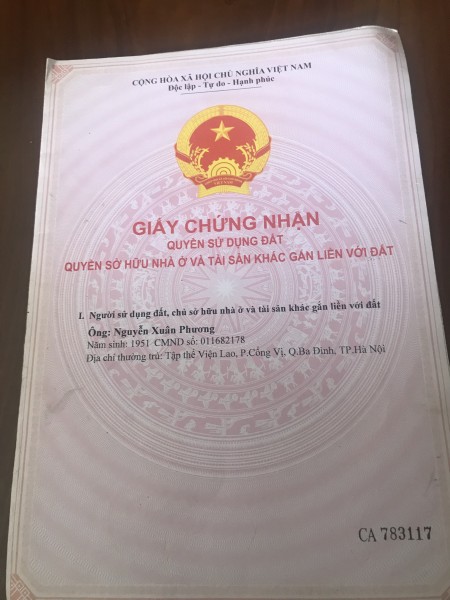 CỘNG HÒA XÃ HỘI CHỦ NGHĨA VIỆT NAM
Độc lập - Tự do - Hạnh phúc
VIỆT NAM
GIẤY CHỨNG NHẬN
QUYỀN SỬ DỤNG ĐẤT
QUYỀN SỞ HỮU NHÀ Ở VÀ TÀI SẢN KHÁC GẮN LIỀN VỚI ĐẤT
I. Người sử dụng đất, chủ sở hữu nhà ở và tài sản khác gắn liền với đất
Ông: Nguyễn Xuân Phương
Năm sinh: 1951 CMND số: 011682178
Địa chỉ thường trú: Tập thể Viện Lao, P.Cống Vị, Q.Ba Đình, TP.Hà Nội
CA 783117